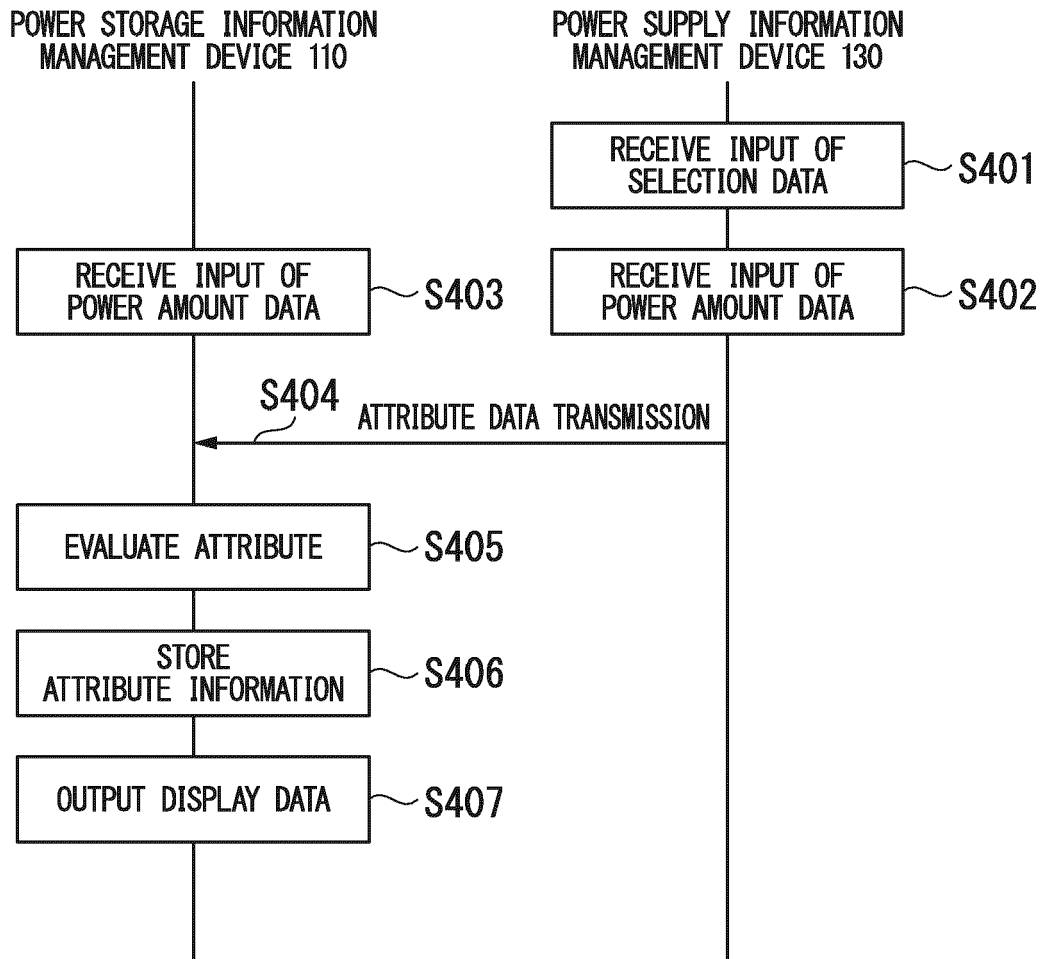 POWER STORAGE INFORMATION
MANAGEMENT DEVICE 110
POWER SUPPLY INFORMATION
MANAGEMENT DEVICE 130
RECEIVE INPUT OF
SELECTION DATA
S401
RECEIVE INPUT OF
POWER AMOUNT DATA
S403
RECEIVE INPUT OF
POWER AMOUNT DATA
S402
S404
ATTRIBUTE DATA TRANSMISSION
EVALUATE ATTRIBUTE
S405
STORE
ATTRIBUTE INFORMATION
S406
OUTPUT DISPLAY DATA
S407